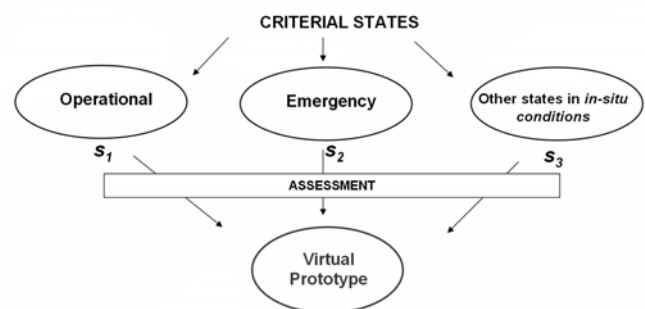 CRITERIAL STATES
Operational
Emergency
Other states in in-situ
conditions
s1
s2
s3
ASSESSMENT
Virtual
Prototype